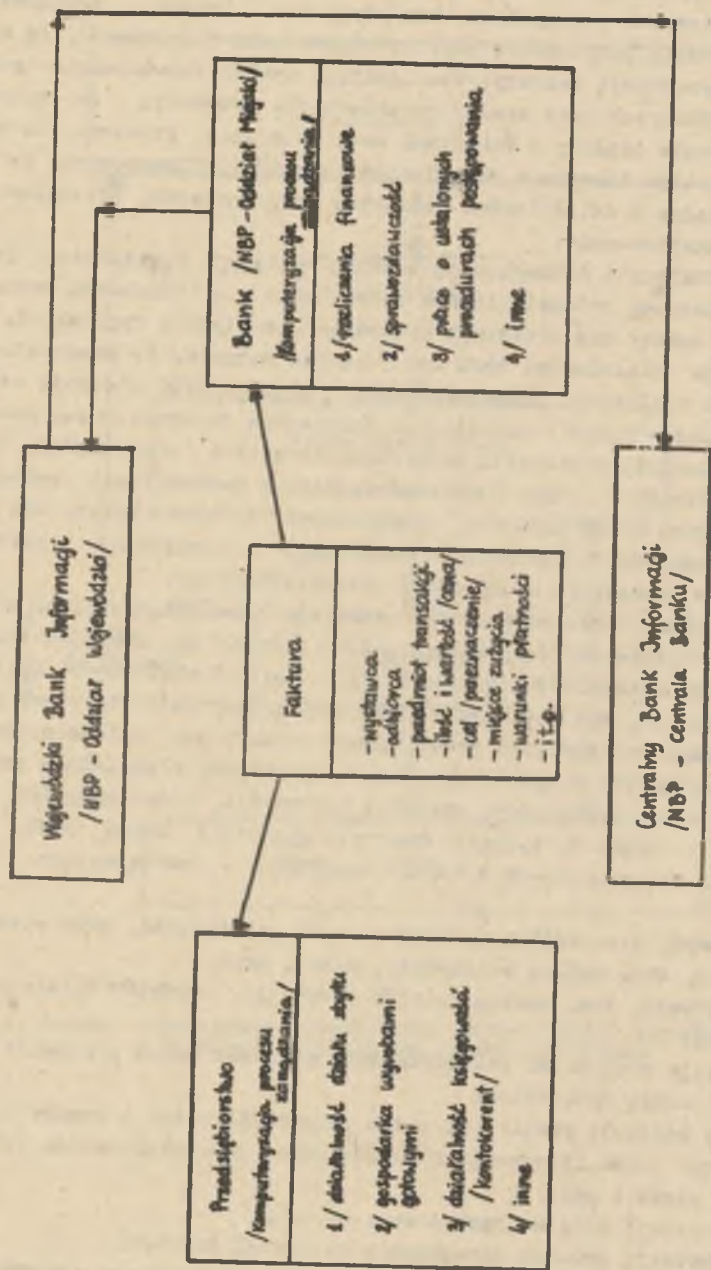 Wojewódzki Bank Informacji
/NBP - Oddział Wojewódzki/
Przedsiębiorstwo
/Komputeryzacja procesu
zarządzania/
1/ działalność działu zbytu
2/ gospodarka wyrobami
gotowymi
3/ działalność księgowości
/kontokorent/
4/ inne
Faktura
- wystawca
- odbiorca
- przedmiot transakcji
- ilość i wartość /cena/
- cel /przeznaczenie/
- miejsce zużycia
- warunki płatności
- itp.
Bank /NBP - Oddział Miejski/
/Komputeryzacja procesu
zarządzania/
1/ rozliczenia finansowe
2/ sprawozdawczość
3/ prace o ustalonych
procedurach postępowania
4/ inne
Centralny Bank Informacji
/NBP - Centrala Banku/